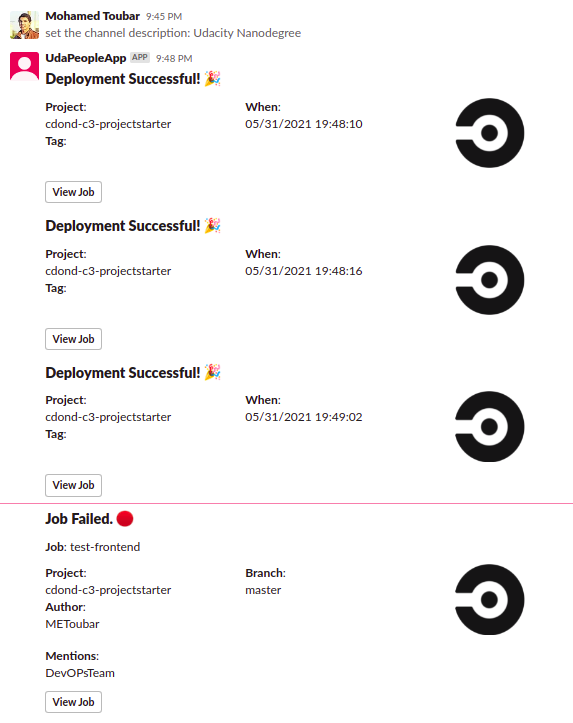 Mohamed Toubar 9:45 PM
set the channel description: Udacity Nanodegree
UdaPeopleApp APP 9:48 PM
Deployment Successful! 🎉
Project: When:
cdond-c3-projectstarter 05/31/2021 19:48:10
Tag:
View Job
Deployment Successful! 🎉
Project: When:
cdond-c3-projectstarter 05/31/2021 19:48:16
Tag:
View Job
Deployment Successful! 🎉
Project: When:
cdond-c3-projectstarter 05/31/2021 19:49:02
Tag:
View Job
Job Failed. 🔴
Job: test-frontend
Project: Branch:
cdond-c3-projectstarter master
Author:
METoubar
Mentions:
DevOPsTeam
View Job